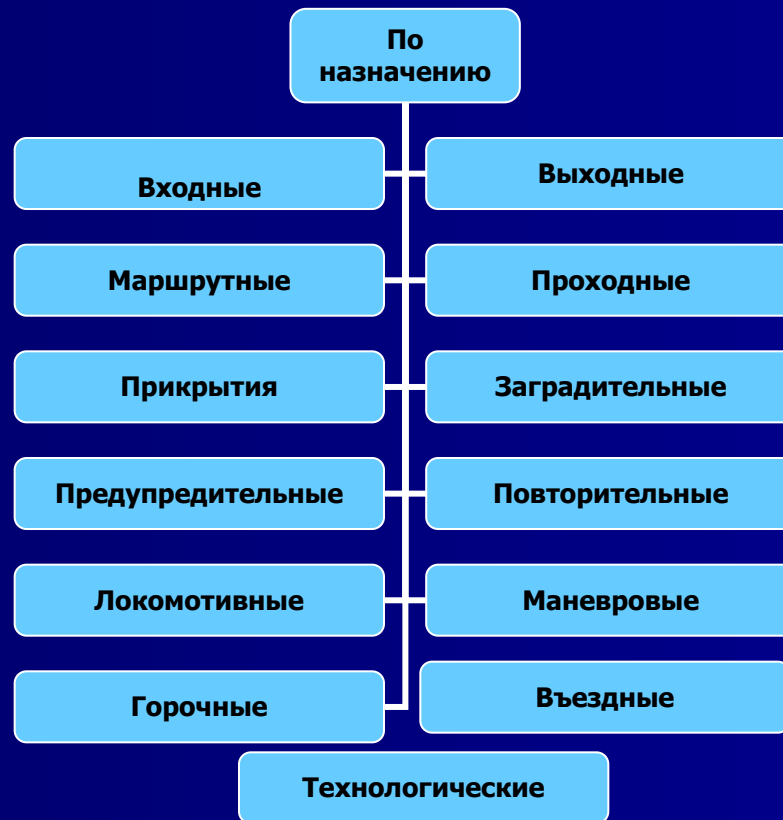 По
назначению
Входные
Выходные
Маршрутные
Проходные
Прикрытия
Заградительные
Предупредительные
Повторительные
Локомотивные
Маневровые
Горочные
Въездные
Технологические